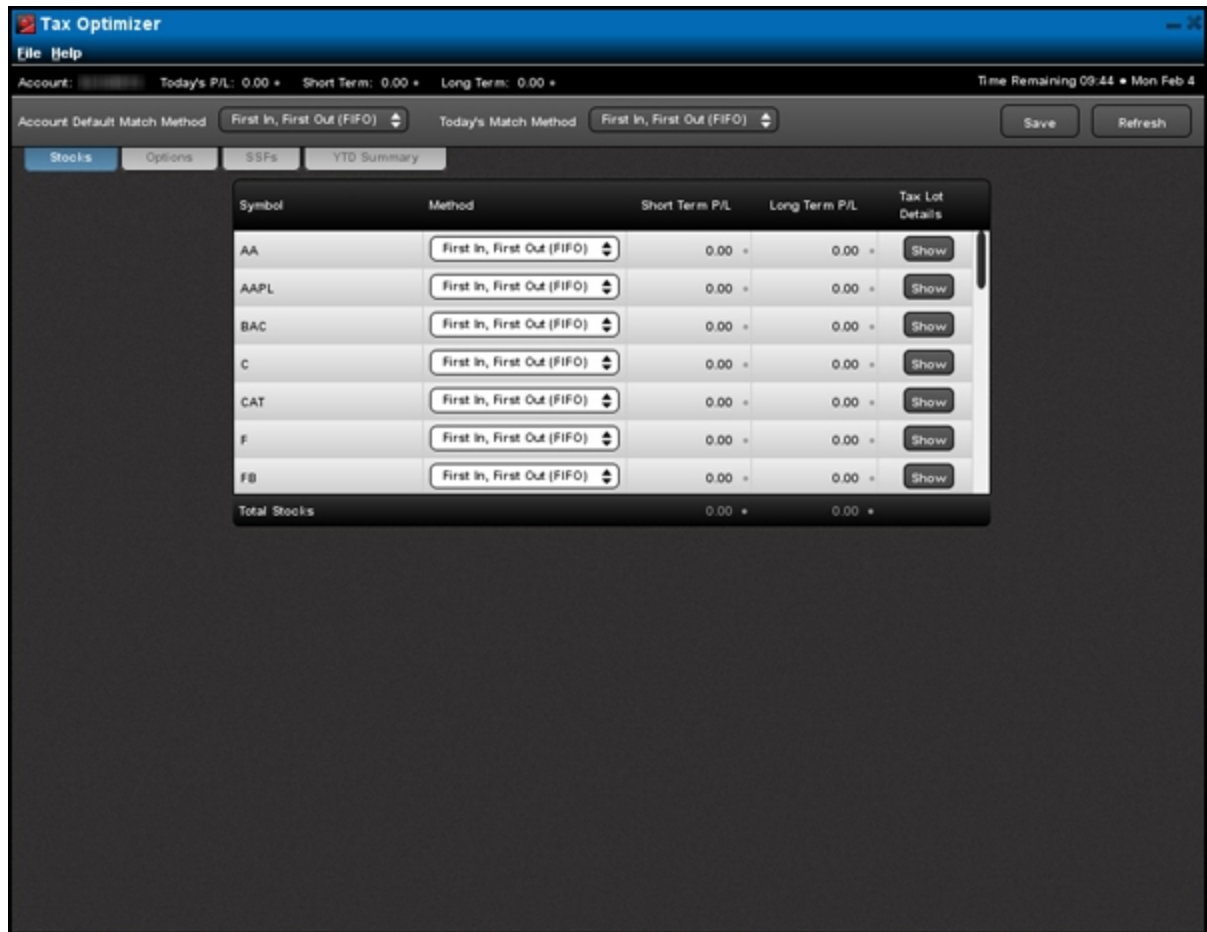 Tax Optimizer
File Help
Account: Today's P/L: 0.00 Short Term: 0.00 Long Term: 0.00 Time Remaining 09:44 • Mon Feb 4
Account Default Match Method First In, First Out (FIFO) Today's Match Method First In, First Out (FIFO) Save Refresh
Stocks Options SSFs YTD Summary
Symbol Method Short Term P/L Long Term P/L Tax Lot Details
AA First In, First Out (FIFO) 0.00 0.00 Show
AAPL First In, First Out (FIFO) 0.00 0.00 Show
BAC First In, First Out (FIFO) 0.00 0.00 Show
C First In, First Out (FIFO) 0.00 0.00 Show
CAT First In, First Out (FIFO) 0.00 0.00 Show
F First In, First Out (FIFO) 0.00 0.00 Show
FB First In, First Out (FIFO) 0.00 0.00 Show
Total Stocks 0.00 0.00